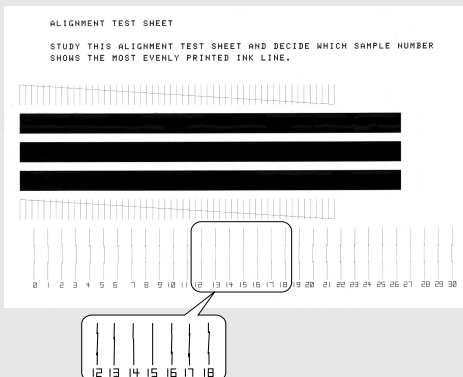 ALIGNMENT TEST SHEET
STUDY THIS ALIGNMENT TEST SHEET AND DECIDE WHICH SAMPLE NUMBER
SHOWS THE MOST EVENLY PRINTED INK LINE.
0 1 2 3 4 5 6 7 8 9 10 11 12 13 14 15 16 17 18 19 20 21 22 23 24 25 26 27 28 29 30
12 13 14 15 16 17 18